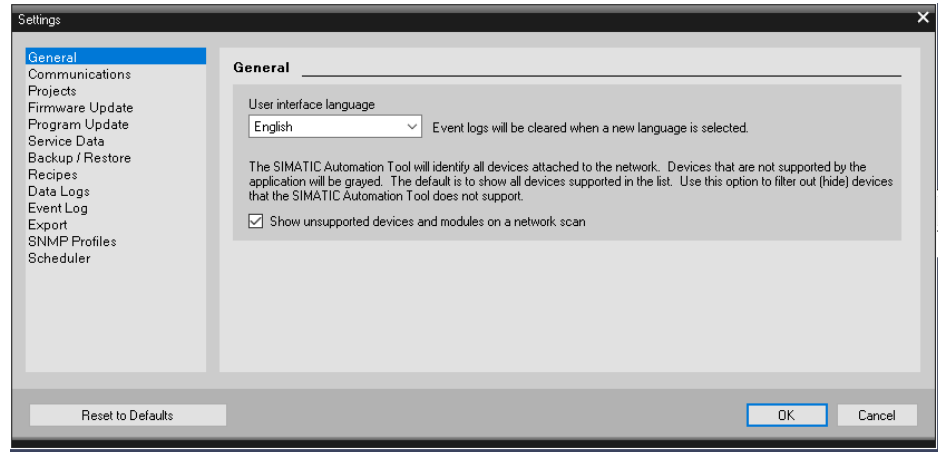 Settings
General
Communications
Projects
Firmware Update
Program Update
Service Data
Backup / Restore
Recipes
Data Logs
Event Log
Export
SNMP Profiles
Scheduler
General
User interface language
English
Event logs will be cleared when a new language is selected.
The SIMATIC Automation Tool will identify all devices attached to the network. Devices that are not supported by the
application will be grayed. The default is to show all devices supported in the list. Use this option to filter out (hide) devices
that the SIMATIC Automation Tool does not support.
Show unsupported devices and modules on a network scan
Reset to Defaults
OK
Cancel